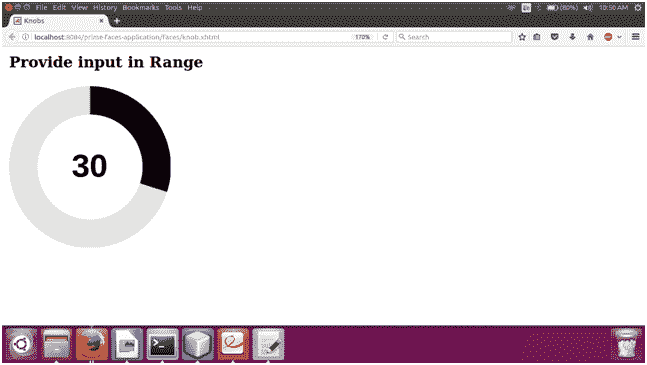 File Edit View History Bookmarks Tools Help
(80%) 10:50 AM
Knobs
localhost:8084/prime-faces-application/faces/knob.xhtml 170% Search
Provide input in Range
30